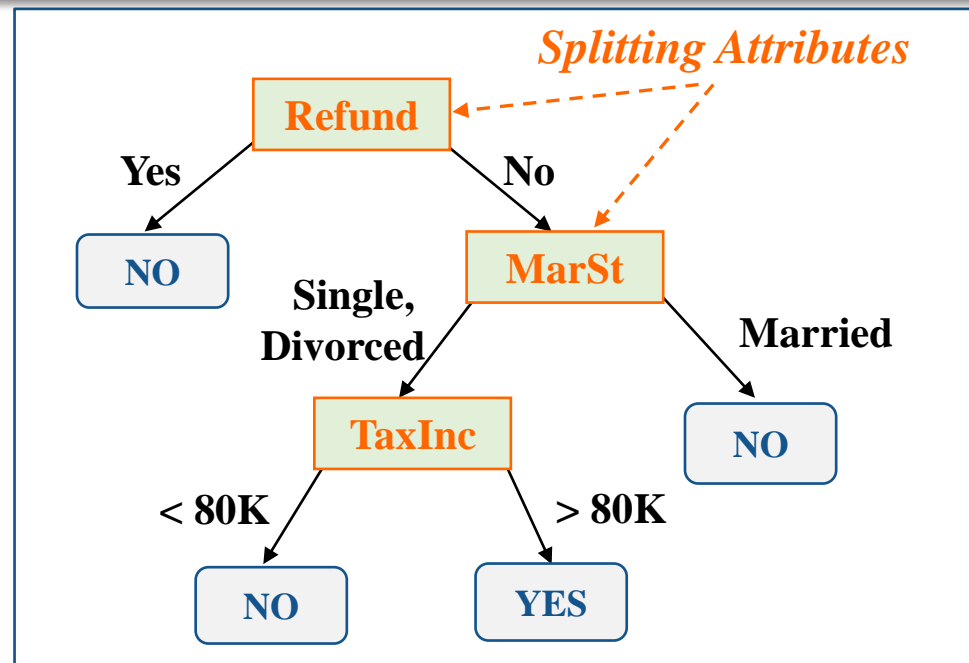 Splitting Attributes
Refund
Yes
No
NO
MarSt
Single,
Divorced
Married
TaxInc
NO
< 80K
> 80K
NO
YES